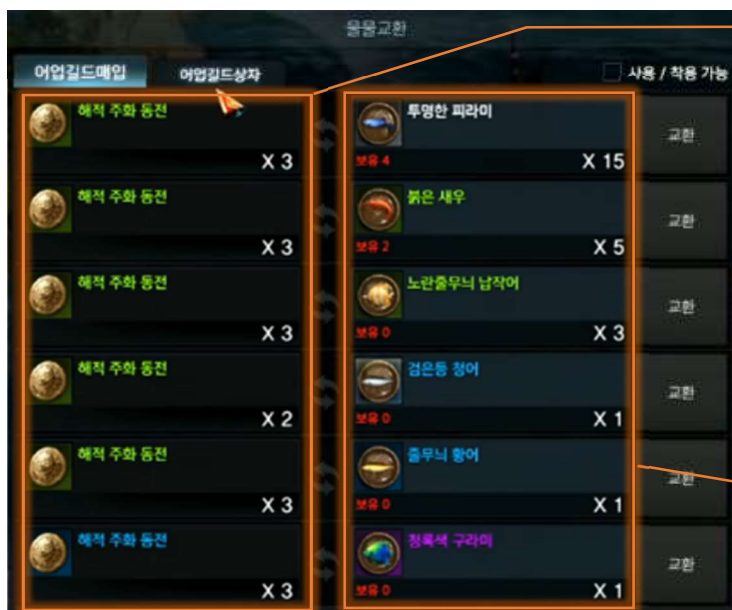 물물교환
어업길드매입 어업길드상자 사용 / 착용 가능
해적 주화 동전 투명한 피라미 교환
X 3 보유 4 X 15
해적 주화 동전 붉은 새우 교환
X 3 보유 2 X 5
해적 주화 동전 노란줄무늬 납작어 교환
X 3 보유 0 X 3
해적 주화 동전 검은등 청어 교환
X 2 보유 0 X 1
해적 주화 동전 줄무늬 황어 교환
X 3 보유 0 X 1
해적 주화 동전 청록색 구라미 교환
X 3 보유 0 X 1